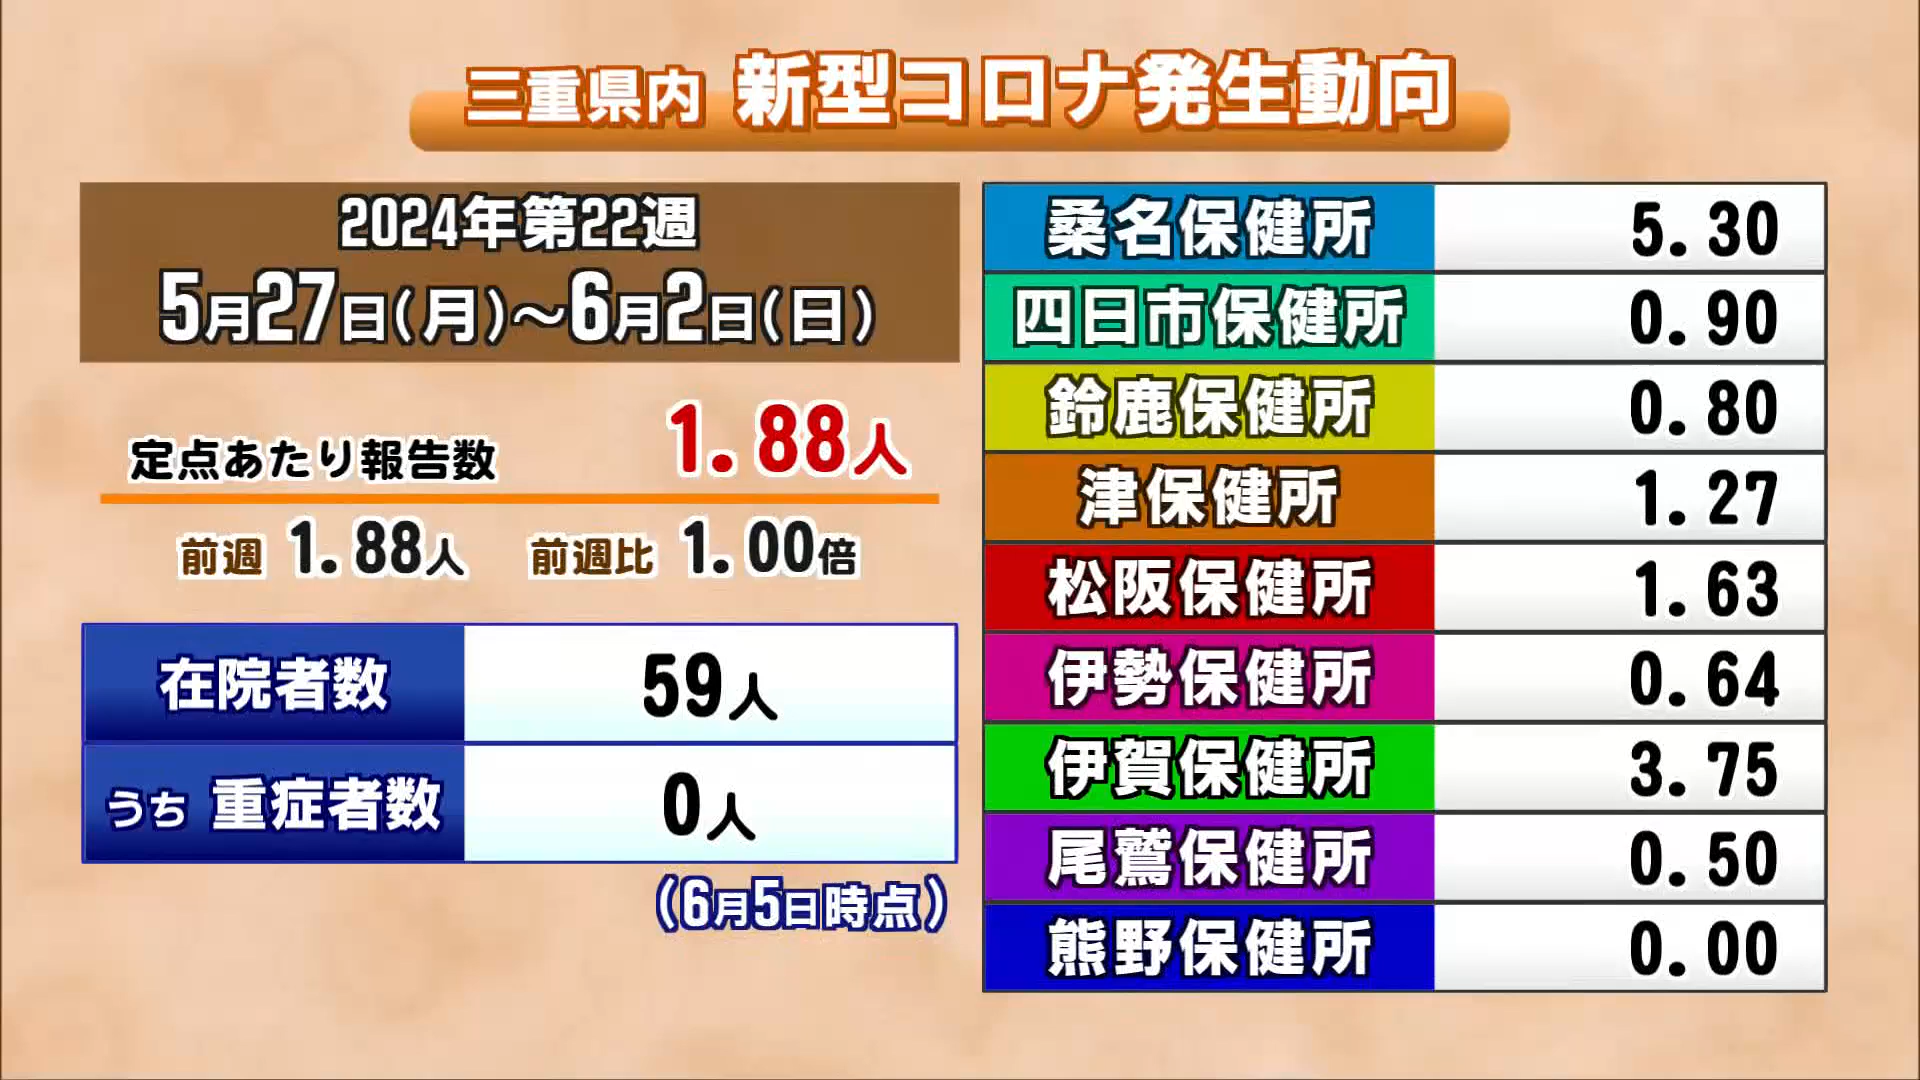 三重県内 新型コロナ発生動向
2024年第22週
5月27日(月)～6月2日(日)
定点あたり報告数 1.88人
前週 1.88人 前週比 1.00倍
在院者数 59人
うち 重症者数 0人
(6月5日時点)
桑名保健所 5.30
四日市保健所 0.90
鈴鹿保健所 0.80
津保健所 1.27
松阪保健所 1.63
伊勢保健所 0.64
伊賀保健所 3.75
尾鷲保健所 0.50
熊野保健所 0.00